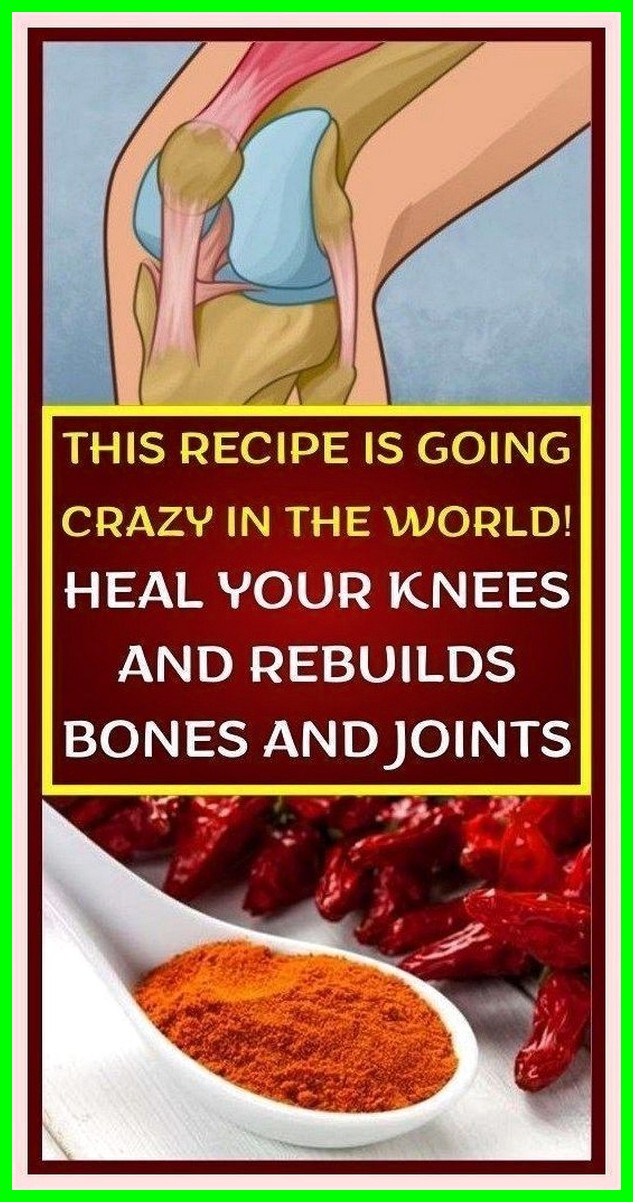 THIS RECIPE IS GOING
CRAZY IN THE WORLD!
HEAL YOUR KNEES
AND REBUILDS
BONES AND JOINTS